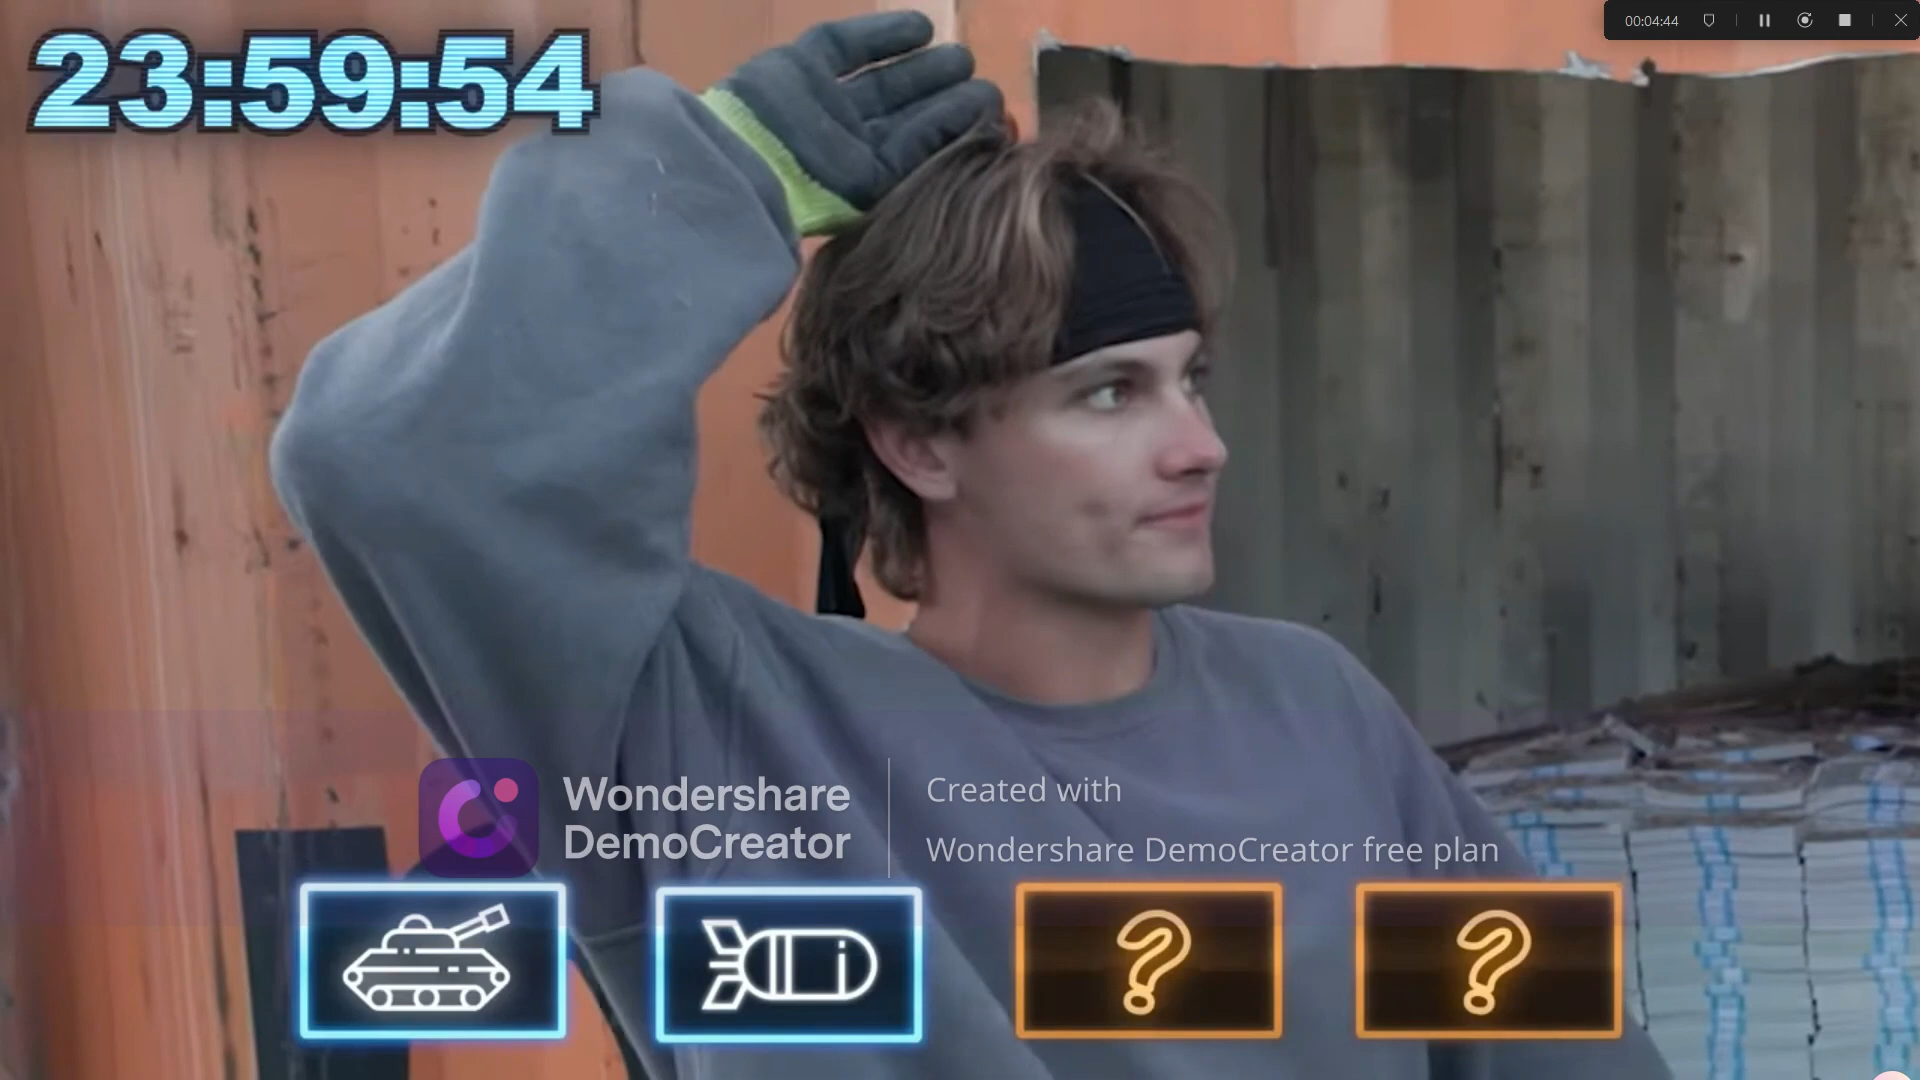 23:59:54
00:04:44
Wondershare
DemoCreator
Created with
Wondershare DemoCreator free plan
?
?